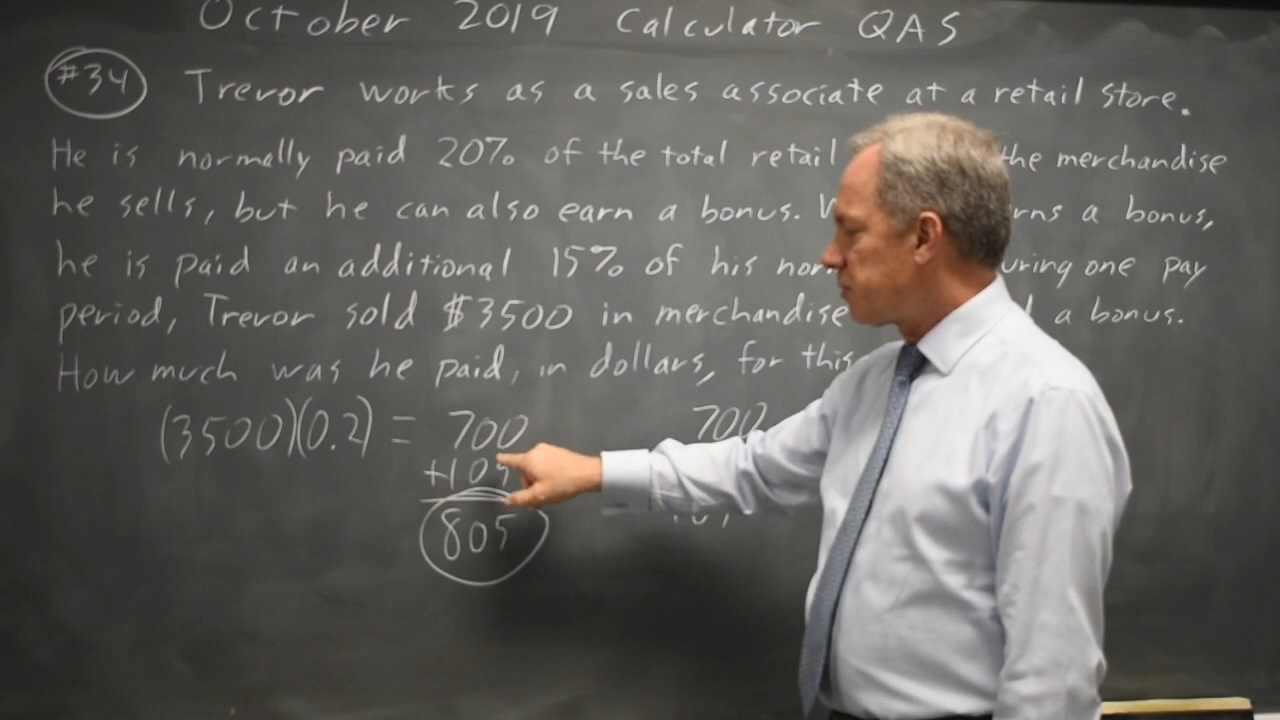 October 2019 Calculator QAS
#34 Trevor works as a sales associate at a retail store.
He is normally paid 20% of the total retail the merchandise
he sells, but he can also earn a bonus. a bonus,
he is paid an additional 15% of his one pay
period, Trevor sold $3500 in merchandise a bonus.
How much was he paid, in dollars, for this
(3500)(0.2) = 700 700
+105
805